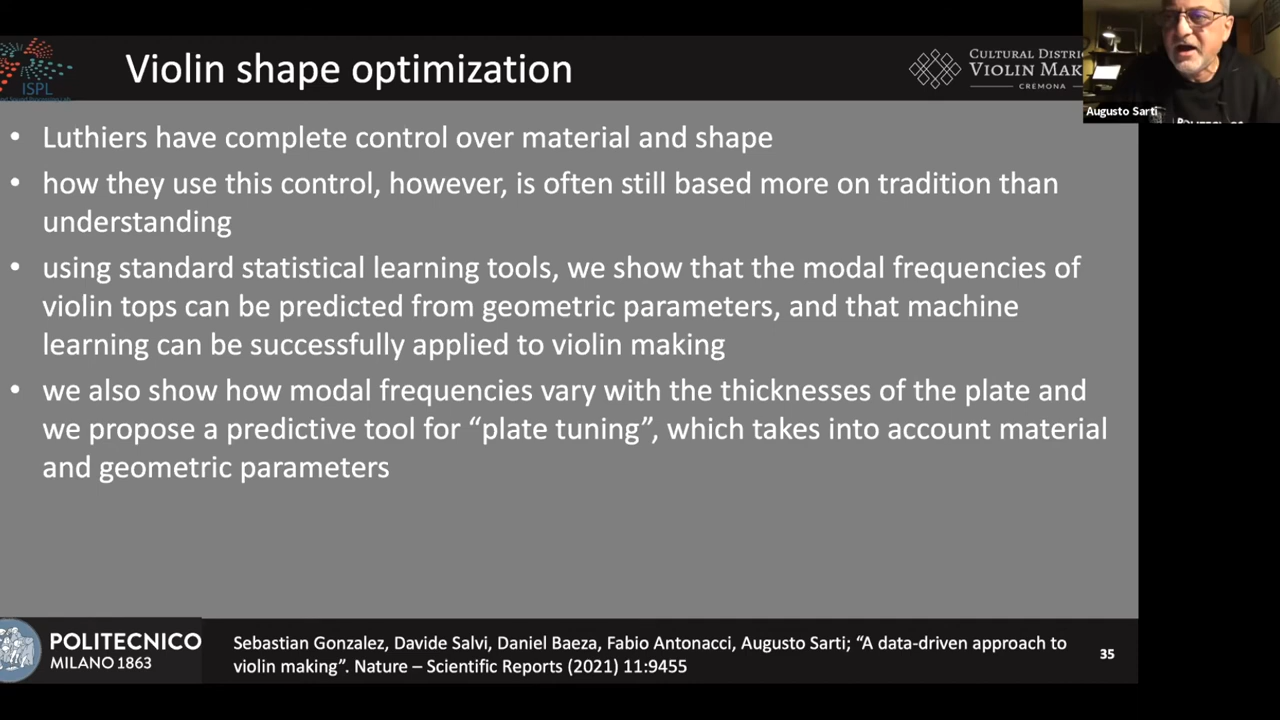 Violin shape optimization
ISPL
CULTURAL DISTR
VIOLIN MAK
CREMONA
Augusto Sarti
• Luthiers have complete control over material and shape
• how they use this control, however, is often still based more on tradition than
understanding
• using standard statistical learning tools, we show that the modal frequencies of
violin tops can be predicted from geometric parameters, and that machine
learning can be successfully applied to violin making
• we also show how modal frequencies vary with the thicknesses of the plate and
we propose a predictive tool for “plate tuning”, which takes into account material
and geometric parameters
POLITECNICO
MILANO 1863
Sebastian Gonzalez, Davide Salvi, Daniel Baeza, Fabio Antonacci, Augusto Sarti; “A data-driven approach to
violin making”. Nature – Scientific Reports (2021) 11:9455
35